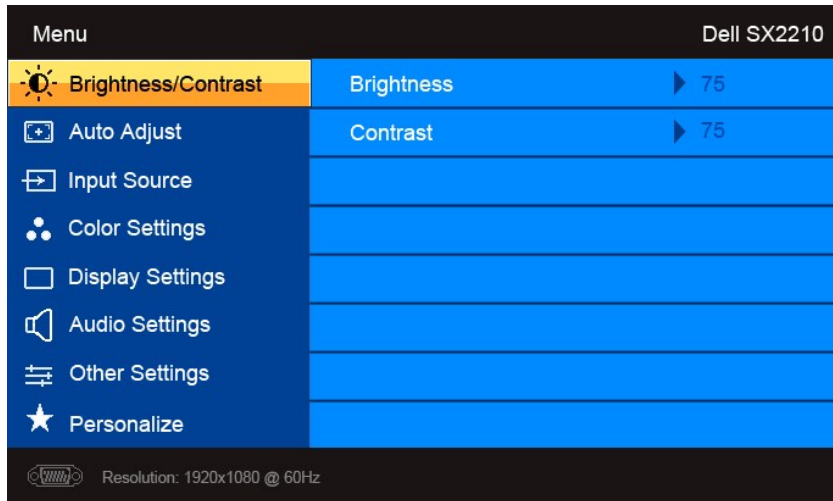 Menu Dell SX2210
Brightness/Contrast Brightness 75
Auto Adjust Contrast 75
Input Source
Color Settings
Display Settings
Audio Settings
Other Settings
Personalize
Resolution: 1920x1080 @ 60Hz